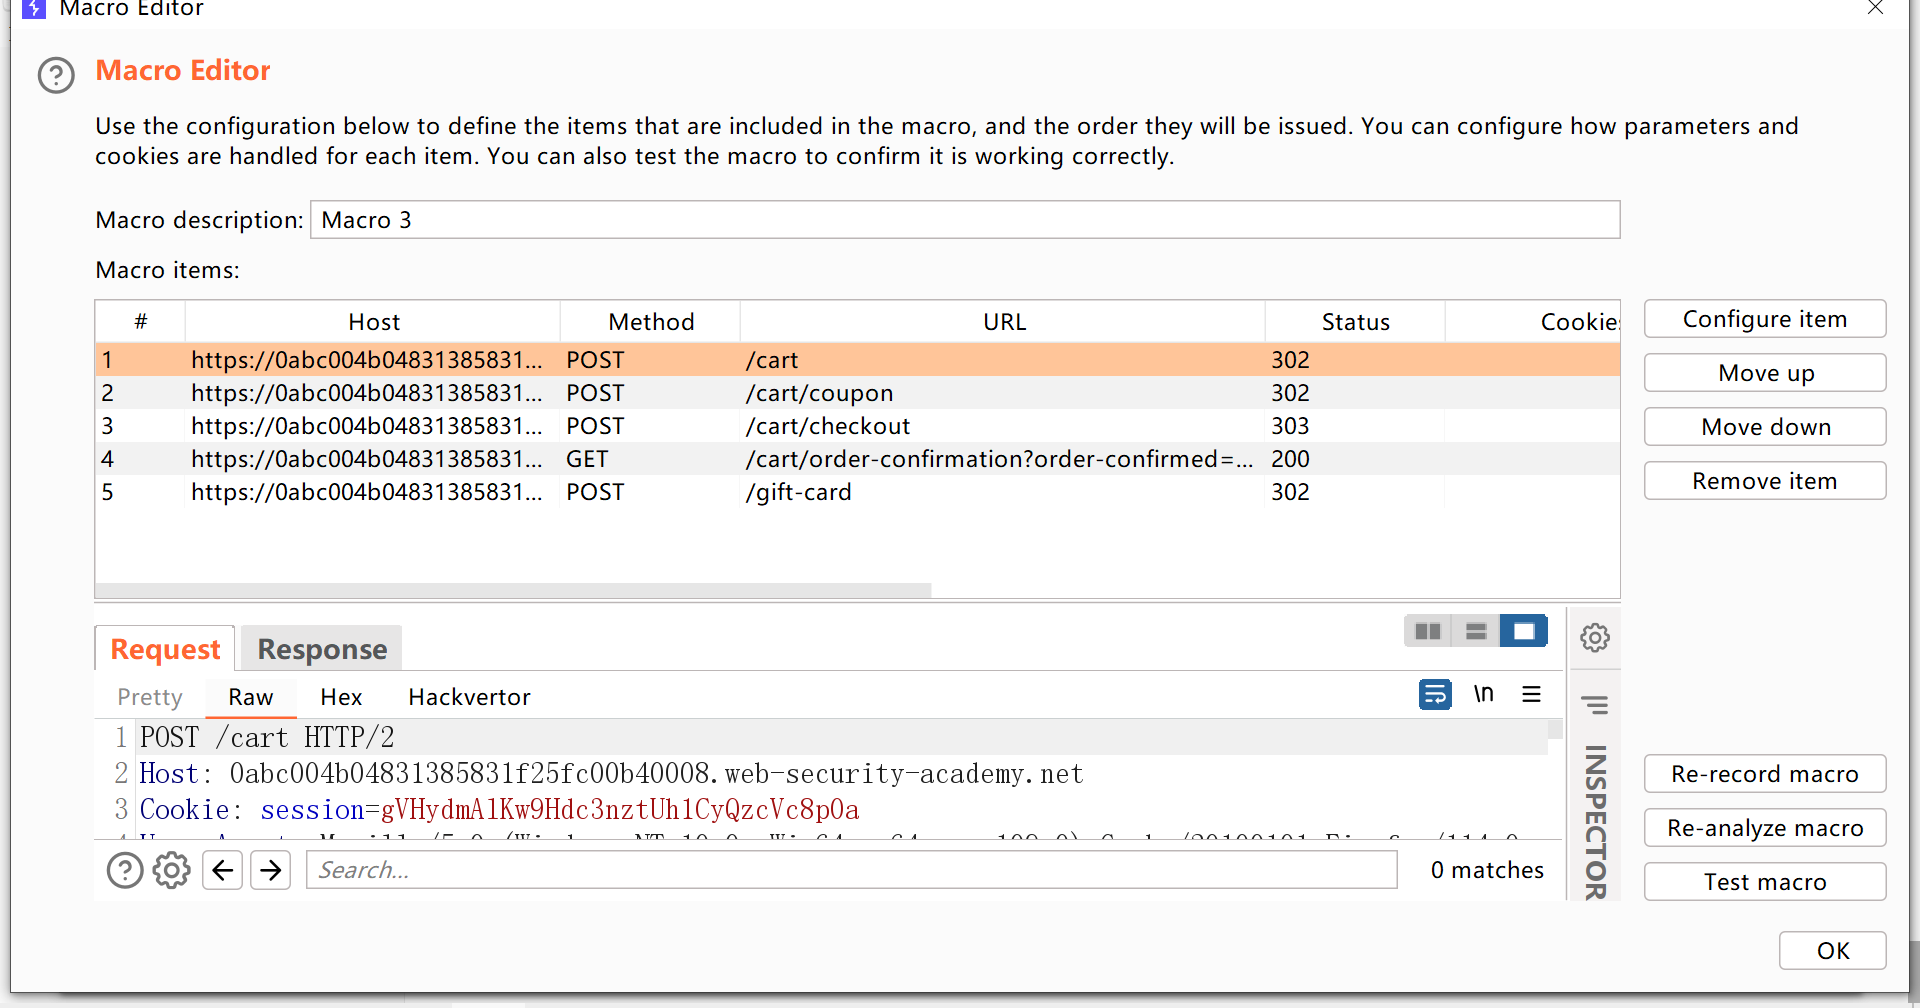 Macro Editor
Macro Editor
Use the configuration below to define the items that are included in the macro, and the order they will be issued. You can configure how parameters and
cookies are handled for each item. You can also test the macro to confirm it is working correctly.
Macro description: Macro 3
Macro items:
# Host Method URL Status Cookies
1 https://0abc004b04831385831... POST /cart 302
2 https://0abc004b04831385831... POST /cart/coupon 302
3 https://0abc004b04831385831... POST /cart/checkout 303
4 https://0abc004b04831385831... GET /cart/order-confirmation?order-confirmed=... 200
5 https://0abc004b04831385831... POST /gift-card 302
Configure item
Move up
Move down
Remove item
Request Response
Pretty Raw Hex Hackvertor \n
1 POST /cart HTTP/2
2 Host: 0abc004b04831385831f25fc00b40008.web-security-academy.net
3 Cookie: session=gVHydmAlKw9Hdc3nztUh1CyQzcVc8p0a
INSPECTOR
Search... 0 matches
Re-record macro
Re-analyze macro
Test macro
OK